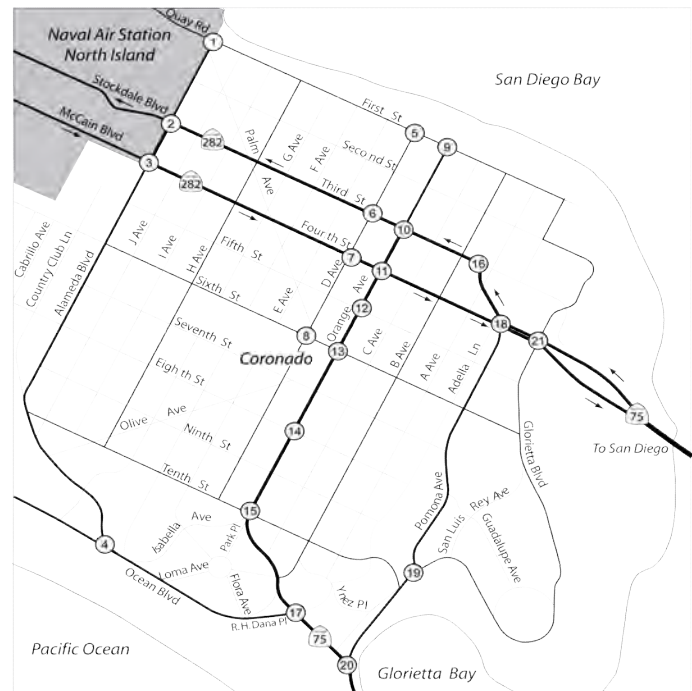 Quay Rd
Naval Air Station
North Island
1
San Diego Bay
Stockdale Blvd
2
282
McCain Blvd
3
282
First St
5
9
Palm
Ave
G Ave
F Ave
Second St
Third St
6
10
Fourth St
7
11
16
Cabrillo Ave
Country Club Ln
Alameda Blvd
J Ave
I Ave
H Ave
Fifth St
Sixth St
E Ave
D Ave
Orange Ave
12
8
13
C Ave
B Ave
A Ave
Adella Ln
18
21
75
To San Diego
Seventh St
Coronado
Eighth St
Olive Ave
Ninth St
14
Tenth St
15
Glorietta Blvd
Pomona Ave
San Luis Rey Ave
Guadalupe Ave
Isabella Ave
Park Pl
4
Loma Ave
Ocean Blvd
Flora Ave
R.H. Dana Pl
17
Ynez Pl
19
75
20
Pacific Ocean
Glorietta Bay